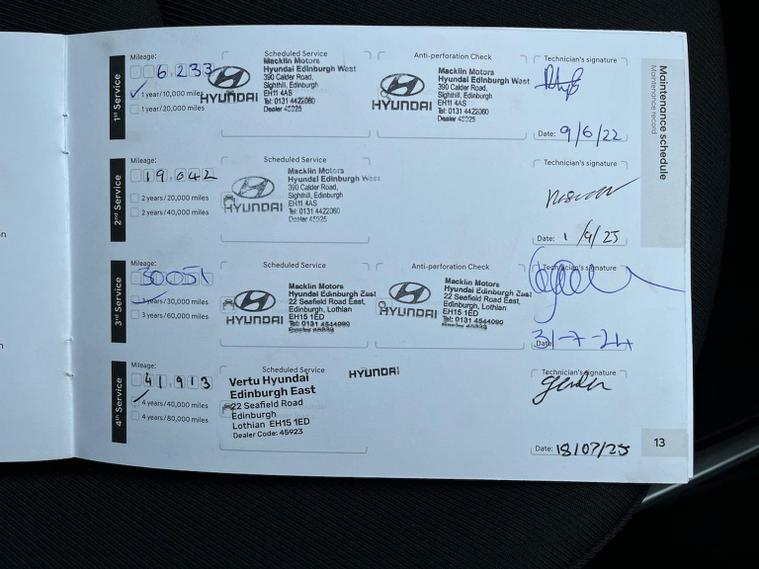 Maintenance schedule
Maintenance record
1st Service
Mileage:
6,233
1 year/10,000 miles
1 year/20,000 miles
Scheduled Service
HYUNDAI
Macklin Motors
Hyundai Edinburgh West
390 Calder Road,
Sighthill, Edinburgh
EH11 4AS
Tel: 0131 4422060
Anti-perforation Check
HYUNDAI
Macklin Motors
Hyundai Edinburgh West
390 Calder Road,
Sighthill, Edinburgh
EH11 4AS
Tel: 0131 4422060
Technician's signature
Date: 9/6/22
2nd Service
Mileage:
19,642
2 years/20,000 miles
2 years/40,000 miles
Scheduled Service
HYUNDAI
Macklin Motors
Hyundai Edinburgh West
390 Calder Road,
Sighthill, Edinburgh
EH11 4AS
Tel: 0131 4422060
Technician's signature
Date:
3rd Service
Mileage:
30051
3 years/30,000 miles
3 years/60,000 miles
Scheduled Service
HYUNDAI
Macklin Motors
Hyundai Edinburgh East
22 Seafield Road East,
Edinburgh, Lothian
EH15 1ED
Tel: 0131 4544090
Anti-perforation Check
HYUNDAI
Macklin Motors
Hyundai Edinburgh East
22 Seafield Road East,
Edinburgh, Lothian
EH15 1ED
Tel: 0131 4544090
Technician's signature
Date: 31-7-24
4th Service
Mileage:
41,913
4 years/40,000 miles
4 years/80,000 miles
Scheduled Service
HYUNDAI
Vertu Hyundai
Edinburgh East
22 Seafield Road
Edinburgh
Lothian EH15 1ED
Dealer Code: 45923
Technician's signature
Date: 18/07/25
13